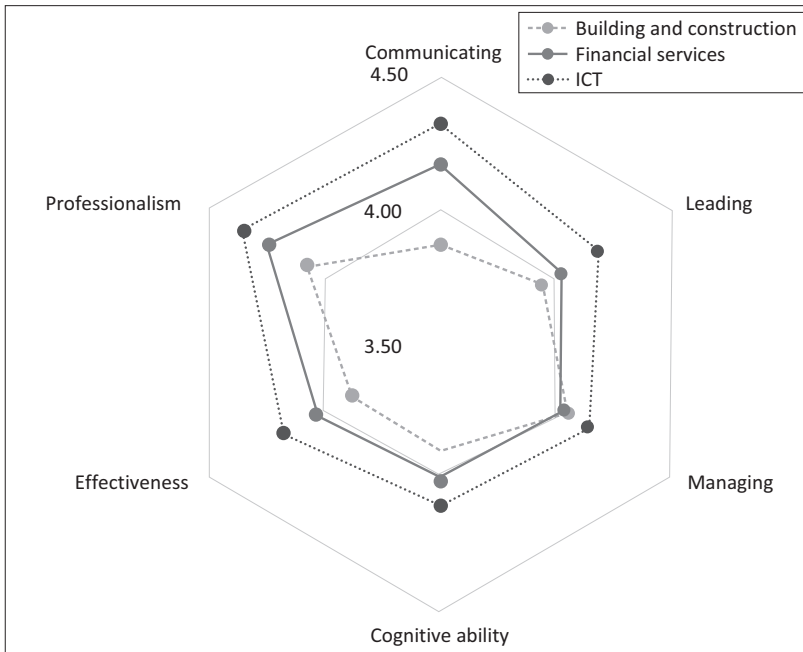 Building and construction
Financial services
ICT
Communicating
4.50
Professionalism
Leading
4.00
3.50
Effectiveness
Managing
Cognitive ability